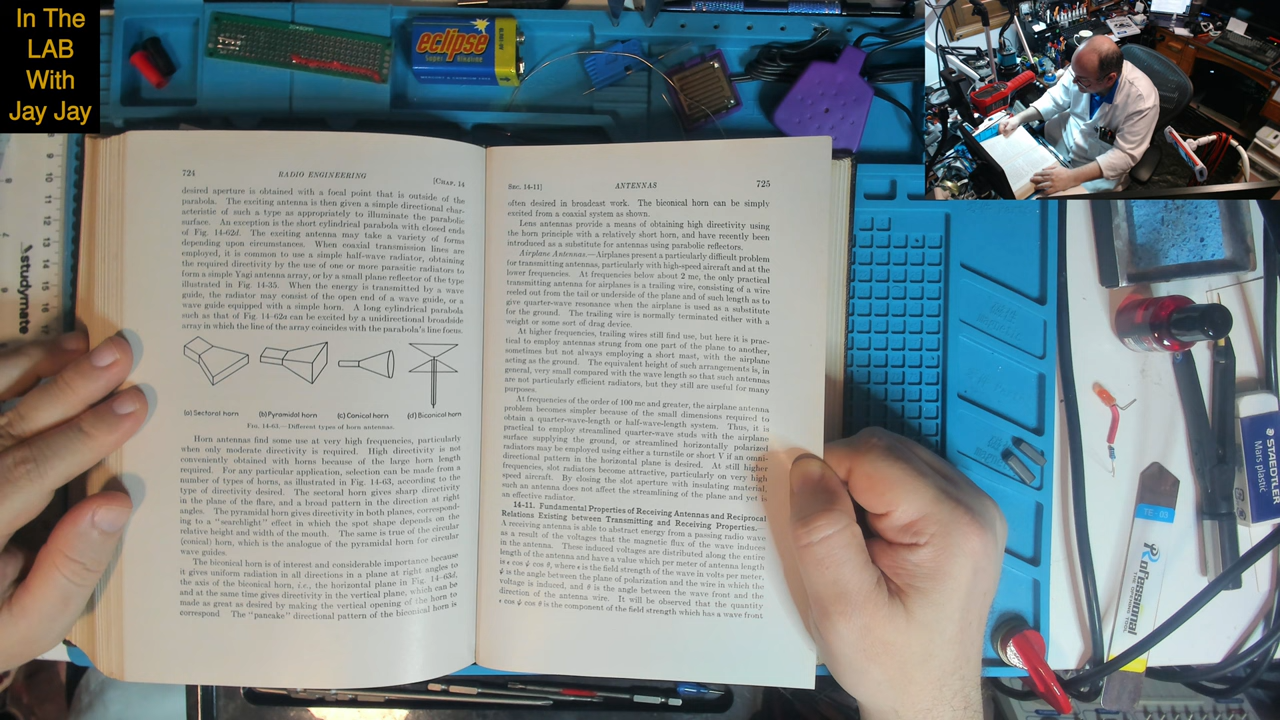 In The
LAB
With
Jay Jay
eclipse
Super Alkaline
studymate
724
RADIO ENGINEERING
[CHAP. 14
desired aperture is obtained with a focal point that is outside of the
parabola. The exciting antenna is then given a simple directional char-
acteristic of such a type as appropriately to illuminate the parabolic
surface. An exception is the short cylindrical parabola with closed ends
of Fig. 14-62d. The exciting antenna may take a variety of forms
depending upon circumstances. When coaxial transmission lines are
employed, it is common to use a simple half-wave radiator, obtaining
the required directivity by the use of one or more parasitic radiators to
form a simple Yagi antenna array, or by a small plane reflector of the type
illustrated in Fig. 14-35. When the energy is transmitted by a wave
guide, the radiator may consist of the open end of a wave guide, or a
wave guide equipped with a simple horn. A long cylindrical parabola
such as that of Fig. 14-62a can be excited by a unidirectional broadside
array in which the line of the array coincides with the parabola's line focus.
(a) Sectoral horn
(b) Pyramidal horn
(c) Conical horn
(d) Biconical horn
FIG. 14-63.—Different types of horn antennas.
Horn antennas find some use at very high frequencies, particularly
when only moderate directivity is required. High directivity is not
conveniently obtained with horns because of the large horn length
required. For any particular application, selection can be made from a
number of types of horns, as illustrated in Fig. 14-63, according to the
type of directivity desired. The sectoral horn gives sharp directivity
in the plane of the flare, and a broad pattern in the direction at right
angles. The pyramidal horn gives directivity in both planes, correspond-
ing to a "searchlight" effect in which the spot shape depends on the
relative height and width of the mouth. The same is true of the circular
(conical) horn, which is the analogue of the pyramidal horn for circular
wave guides.
The biconical horn is of interest and considerable importance because
it gives uniform radiation in all directions in a plane at right angles to
the axis of the biconical horn, i.e., the horizontal plane in Fig. 14-63d,
and at the same time gives directivity in the vertical plane, which can be
made as great as desired by making the vertical opening of the horn to
correspond The "pancake" directional pattern of the biconical horn is
SEC. 14-11]
ANTENNAS
725
often desired in broadcast work. The biconical horn can be simply
excited from a coaxial system as shown.
Lens antennas provide a means of obtaining high directivity using
the horn principle with a relatively short horn, and have recently been
introduced as a substitute for antennas using parabolic reflectors.
Airplane Antennas.—Airplanes present a particularly difficult problem
for transmitting antennas, particularly with high-speed aircraft and at the
lower frequencies. At frequencies below about 2 mc, the only practical
transmitting antenna for airplanes is a trailing wire, consisting of a wire
reeled out from the tail or underside of the plane and of such length as to
give quarter-wave resonance when the airplane is used as a substitute
for the ground. The trailing wire is normally terminated either with a
weight or some sort of drag device.
At higher frequencies, trailing wires still find use, but here it is prac-
tical to employ antennas strung from one part of the plane to another,
sometimes but not always employing a short mast, with the airplane
acting as the ground. The equivalent height of such arrangements is, in
general, very small compared with the wave length so that such antennas
are not particularly efficient radiators, but they still are useful for many
purposes.
At frequencies of the order of 100 mc and greater, the airplane antenna
problem becomes simpler because of the small dimensions required to
obtain a quarter-wave-length or half-wave-length system. Thus, it is
practical to employ streamlined quarter-wave studs with the airplane
surface supplying the ground, or streamlined horizontally polarized
radiators may be employed using either a turnstile or short V if an omni-
directional pattern in the horizontal plane is desired. At still higher
frequencies, slot radiators become attractive, particularly on very high
speed aircraft. By closing the slot aperture with insulating material,
such an antenna does not affect the streamlining of the plane and yet is
an effective radiator.
14-11. Fundamental Properties of Receiving Antennas and Reciprocal
Relations Existing between Transmitting and Receiving Properties.—
A receiving antenna is able to abstract energy from a passing radio wave
as a result of the voltages that the magnetic flux of the wave induces
in the antenna. These induced voltages are distributed along the entire
length of the antenna and have a value which per meter of antenna length
is ε cos ψ cos θ, where ε is the field strength of the wave in volts per meter,
ψ is the angle between the plane of polarization and the wire in which the
voltage is induced, and θ is the angle between the wave front and the
direction of the antenna wire. It will be observed that the quantity
ε cos ψ cos θ is the component of the field strength which has a wave front
STAEDTLER
Mars plastic
TE-03
Rofessional